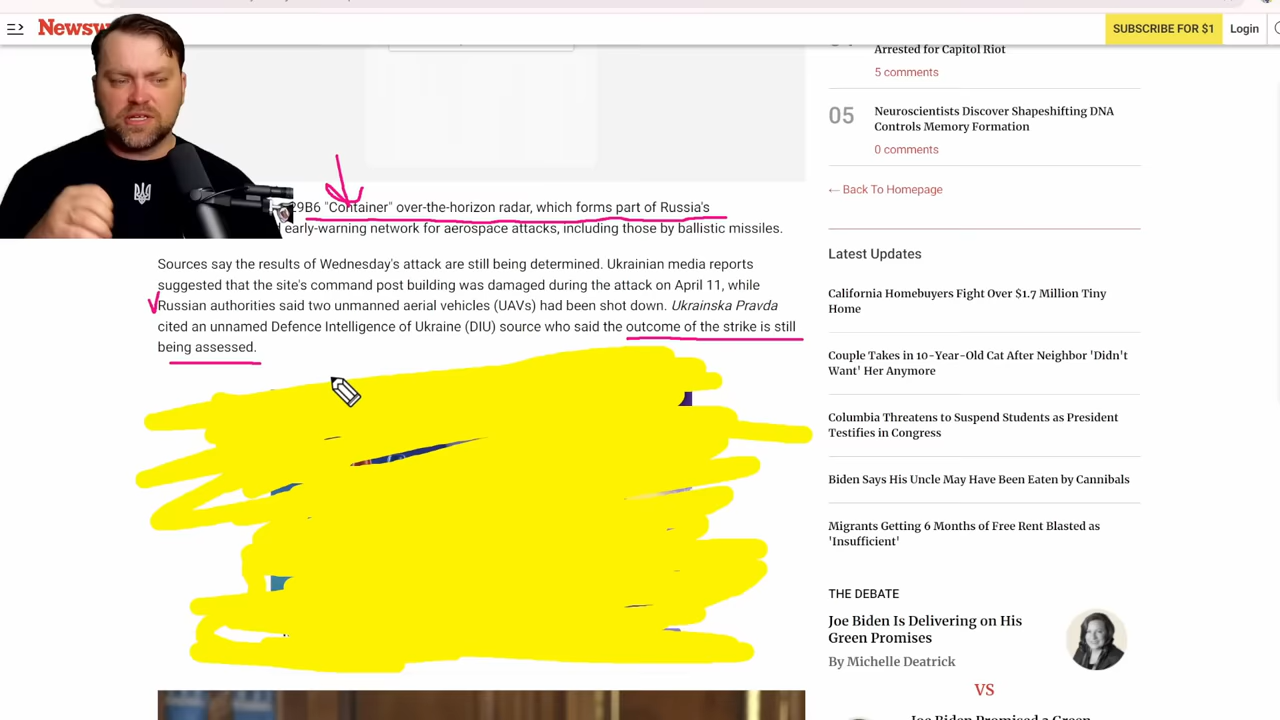 Newsw
SUBSCRIBE FOR $1
Login
29B6 "Container" over-the-horizon radar, which forms part of Russia's
early-warning network for aerospace attacks, including those by ballistic missiles.
Sources say the results of Wednesday's attack are still being determined. Ukrainian media reports
suggested that the site's command post building was damaged during the attack on April 11, while
Russian authorities said two unmanned aerial vehicles (UAVs) had been shot down. Ukrainska Pravda
cited an unnamed Defence Intelligence of Ukraine (DIU) source who said the outcome of the strike is still
being assessed.
Arrested for Capitol Riot
5 comments
05
Neuroscientists Discover Shapeshifting DNA
Controls Memory Formation
0 comments
← Back To Homepage
Latest Updates
California Homebuyers Fight Over $1.7 Million Tiny
Home
Couple Takes in 10-Year-Old Cat After Neighbor 'Didn't
Want' Her Anymore
Columbia Threatens to Suspend Students as President
Testifies in Congress
Biden Says His Uncle May Have Been Eaten by Cannibals
Migrants Getting 6 Months of Free Rent Blasted as
'Insufficient'
THE DEBATE
Joe Biden Is Delivering on His
Green Promises
By Michelle Deatrick
VS
Joe Biden Promised a Green